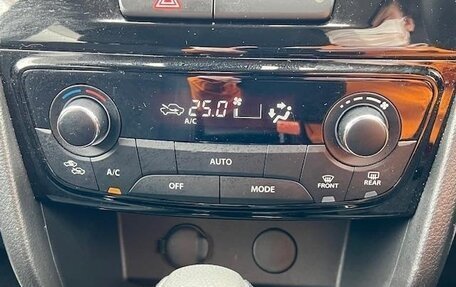 25.0
A/C
AUTO
A/C
OFF
MODE
FRONT
REAR